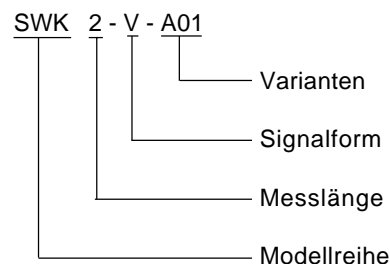 SWK 2 - V - A01
Varianten
Signalform
Messlänge
Modellreihe